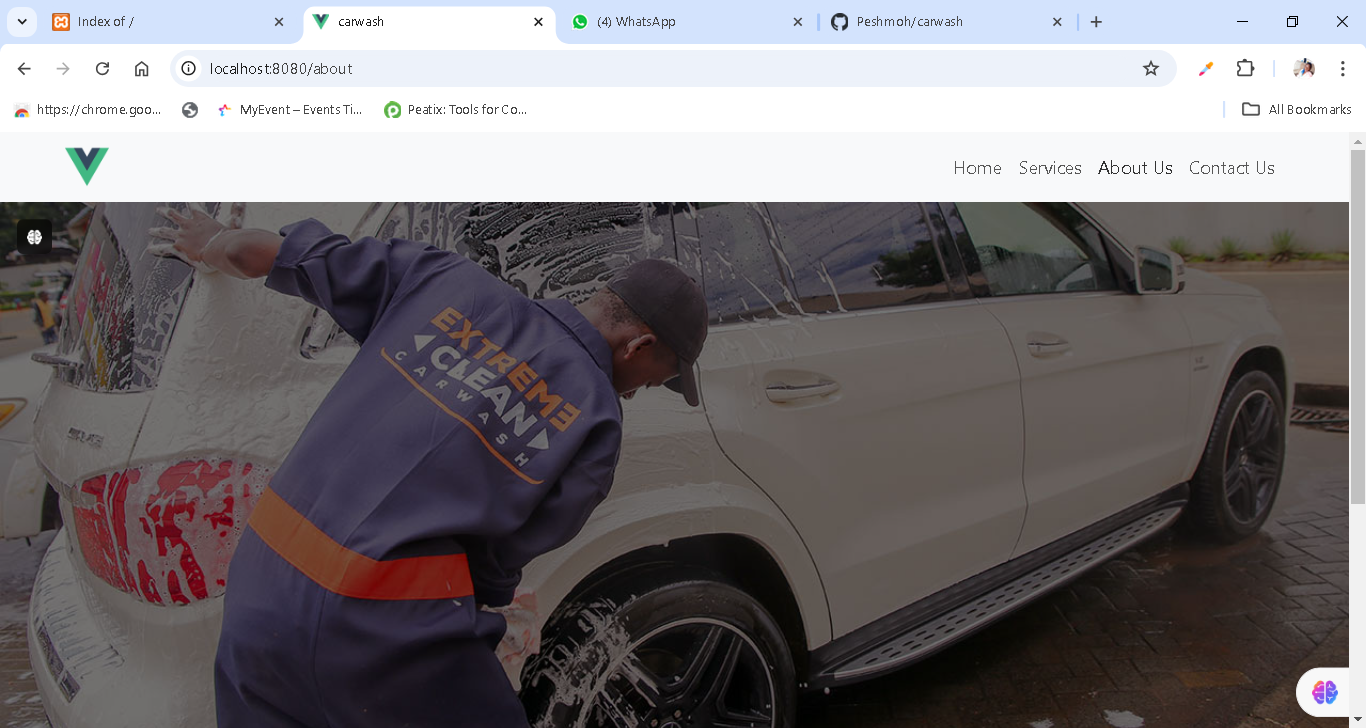 Index of /
carwash
(4) WhatsApp
Peshmoh/carwash
localhost:8080/about
https://chrome.goo...
MyEvent – Events Ti...
Peatix: Tools for Co...
All Bookmarks
Home Services About Us Contact Us
EXTREME
CLEAN
CARWASH
AMG